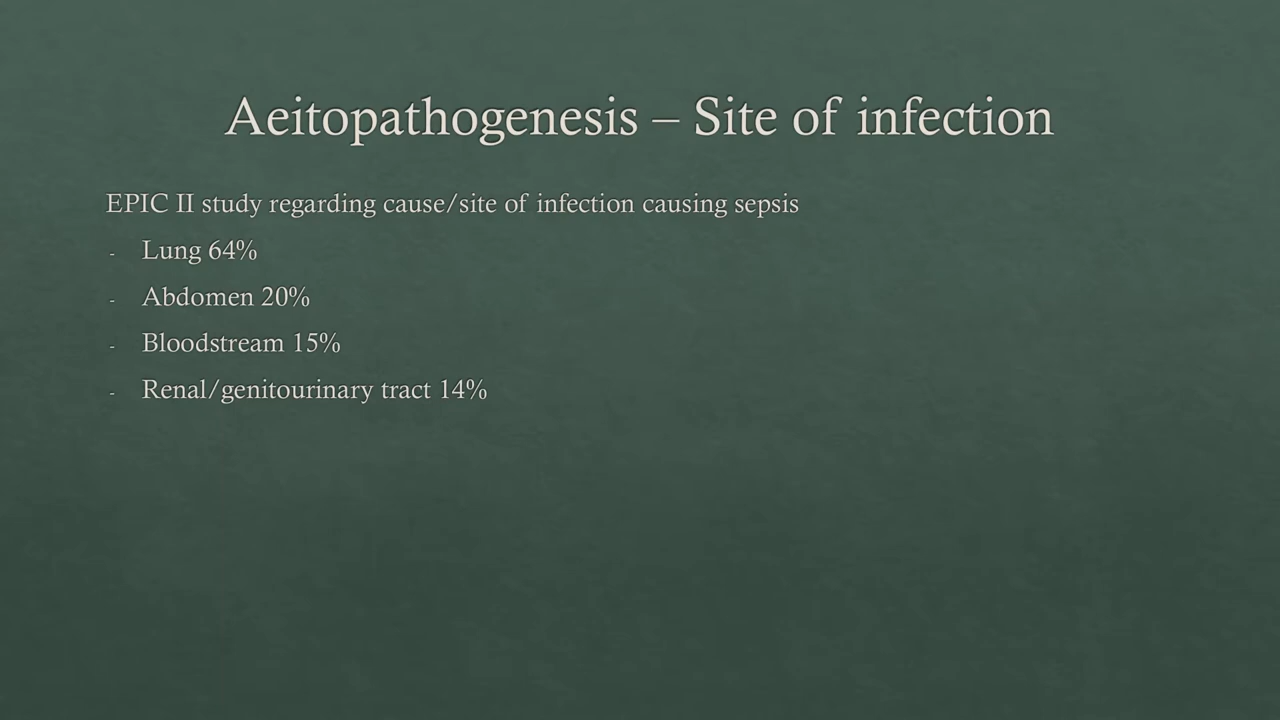 Aeitopathogenesis – Site of infection
EPIC II study regarding cause/site of infection causing sepsis
- Lung 64%
- Abdomen 20%
- Bloodstream 15%
- Renal/genitourinary tract 14%